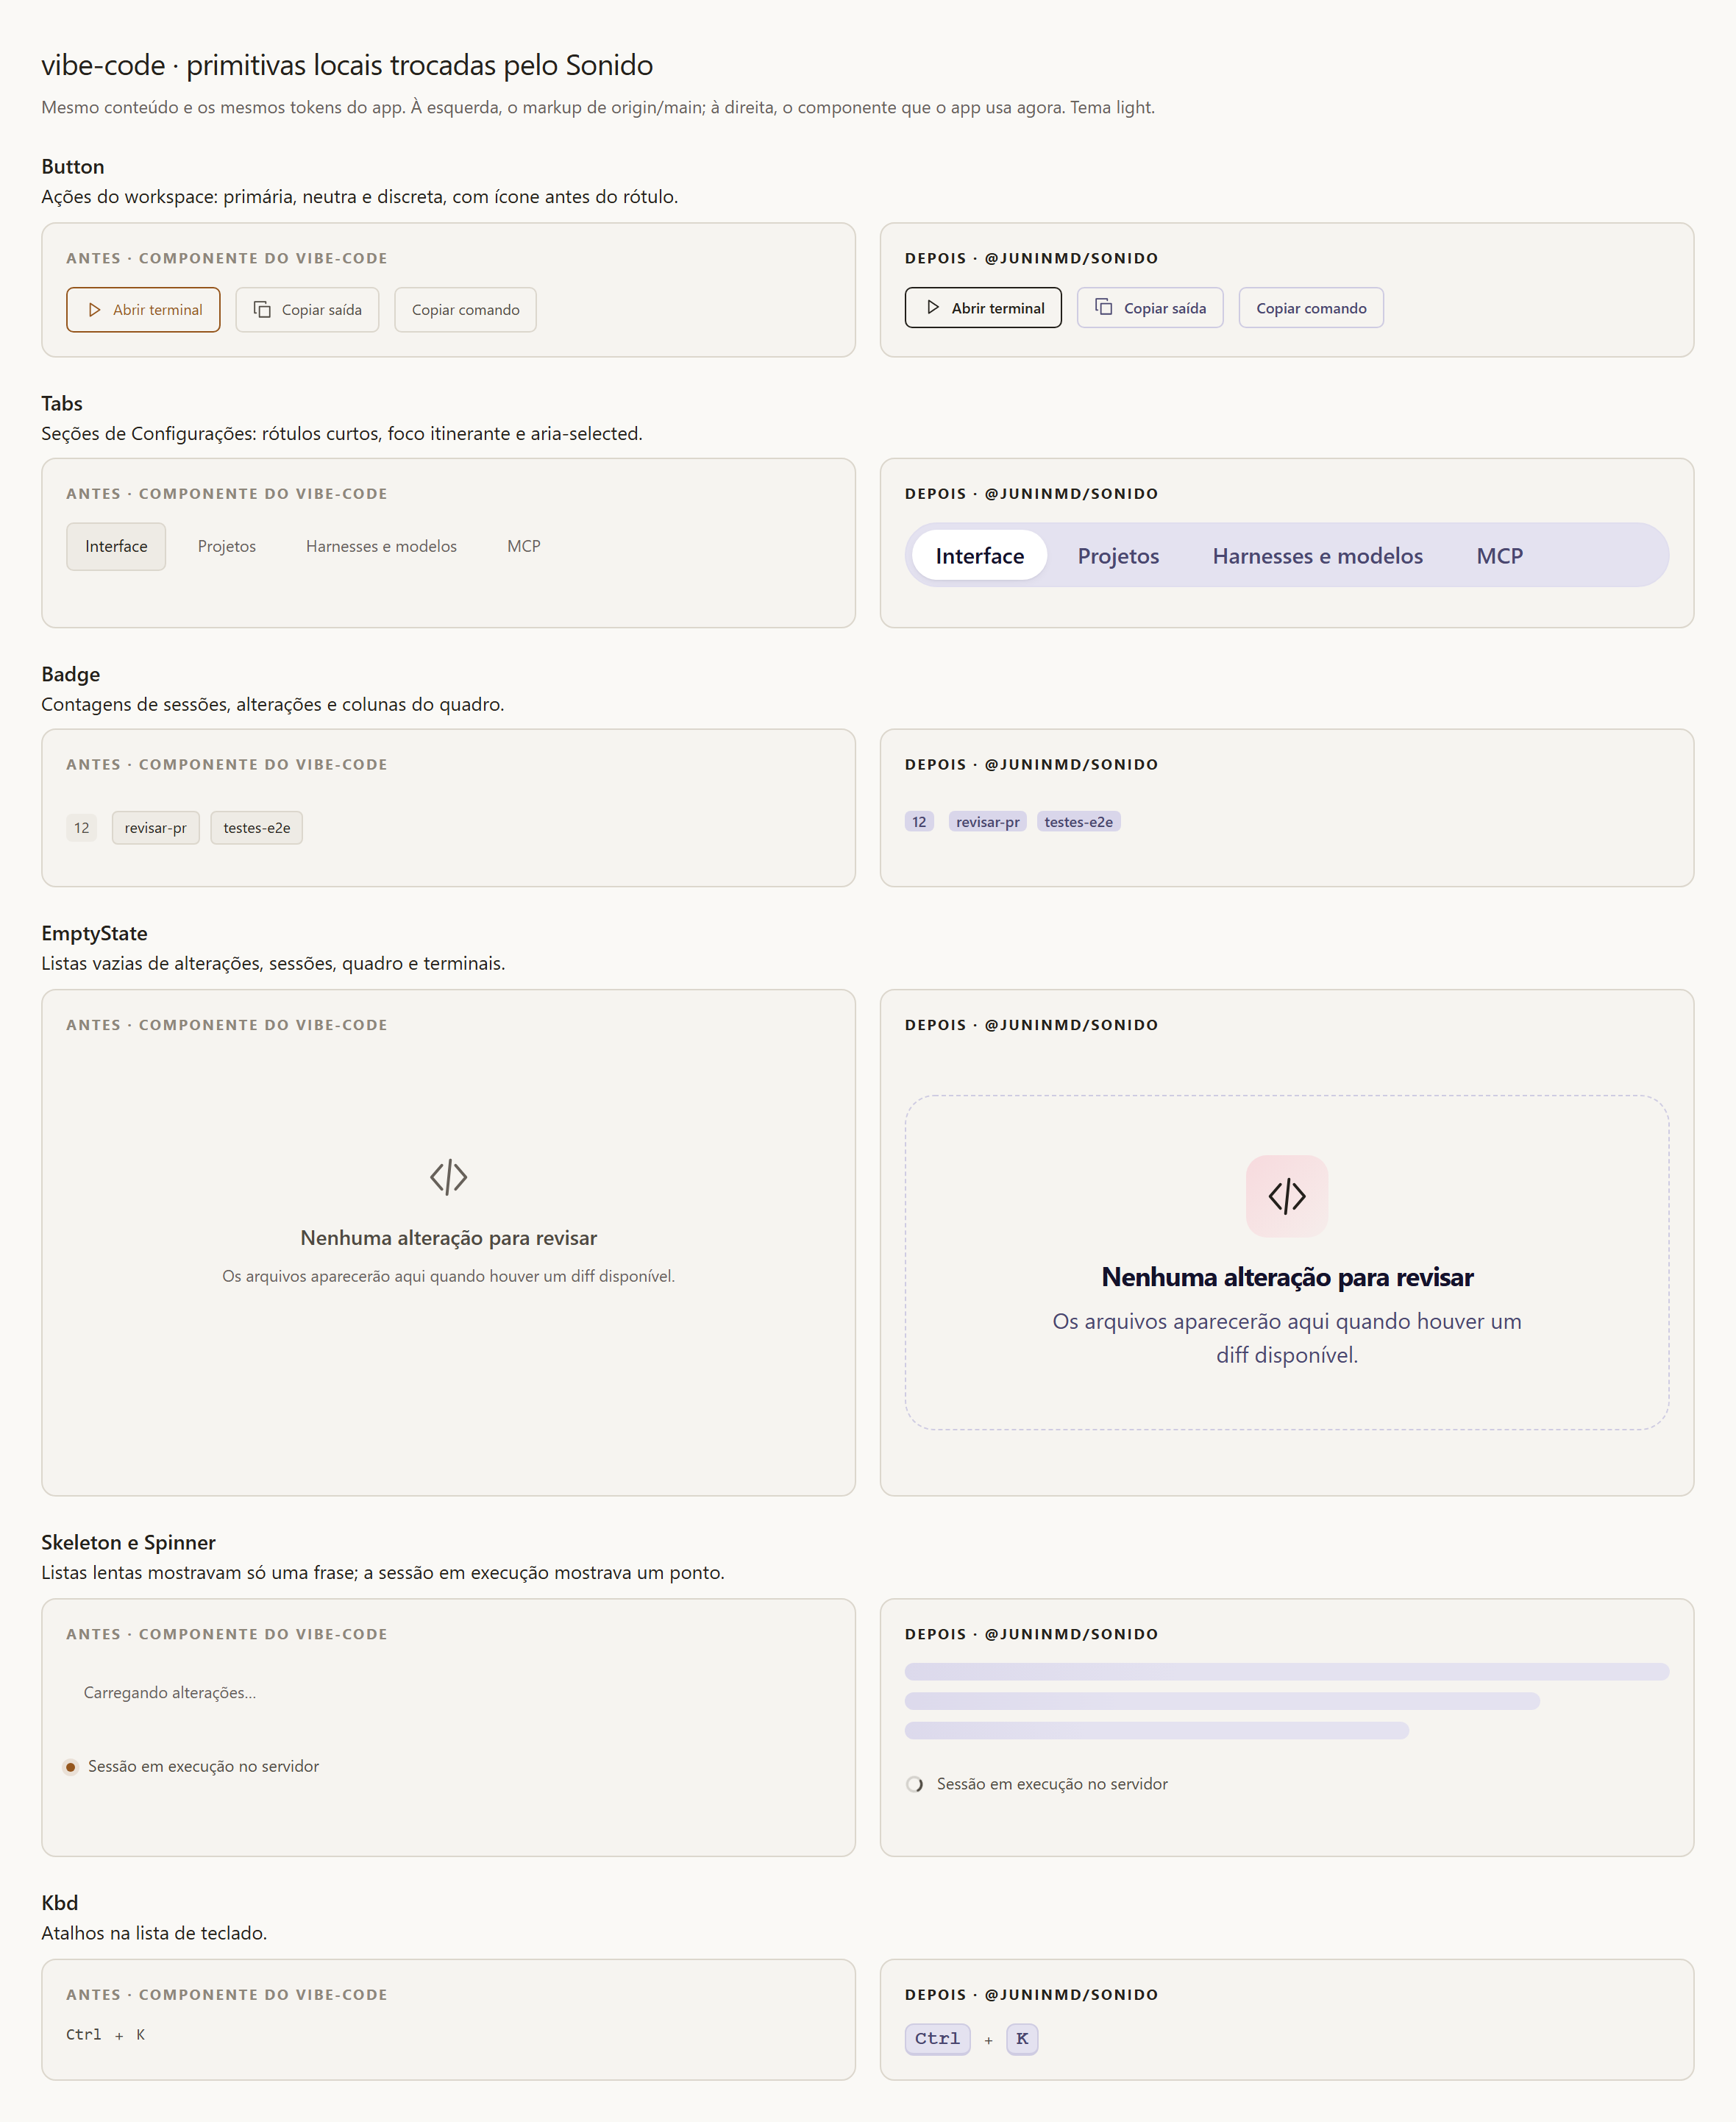 vibe-code · primitivas locais trocadas pelo Sonido
Mesmo conteúdo e os mesmos tokens do app. À esquerda, o markup de origin/main; à direita, o componente que o app usa agora. Tema light.
Button
Ações do workspace: primária, neutra e discreta, com ícone antes do rótulo.
ANTES · COMPONENTE DO VIBE-CODE
Abrir terminal
Copiar saída
Copiar comando
DEPOIS · @JUNINMD/SONIDO
Abrir terminal
Copiar saída
Copiar comando
Tabs
Seções de Configurações: rótulos curtos, foco itinerante e aria-selected.
ANTES · COMPONENTE DO VIBE-CODE
Interface
Projetos
Harnesses e modelos
MCP
DEPOIS · @JUNINMD/SONIDO
Interface
Projetos
Harnesses e modelos
MCP
Badge
Contagens de sessões, alterações e colunas do quadro.
ANTES · COMPONENTE DO VIBE-CODE
12
revisar-pr
testes-e2e
DEPOIS · @JUNINMD/SONIDO
12
revisar-pr
testes-e2e
EmptyState
Listas vazias de alterações, sessões, quadro e terminais.
ANTES · COMPONENTE DO VIBE-CODE
Nenhuma alteração para revisar
Os arquivos aparecerão aqui quando houver um diff disponível.
DEPOIS · @JUNINMD/SONIDO
Nenhuma alteração para revisar
Os arquivos aparecerão aqui quando houver um
diff disponível.
Skeleton e Spinner
Listas lentas mostravam só uma frase; a sessão em execução mostrava um ponto.
ANTES · COMPONENTE DO VIBE-CODE
Carregando alterações…
Sessão em execução no servidor
DEPOIS · @JUNINMD/SONIDO
Sessão em execução no servidor
Kbd
Atalhos na lista de teclado.
ANTES · COMPONENTE DO VIBE-CODE
Ctrl + K
DEPOIS · @JUNINMD/SONIDO
Ctrl + K